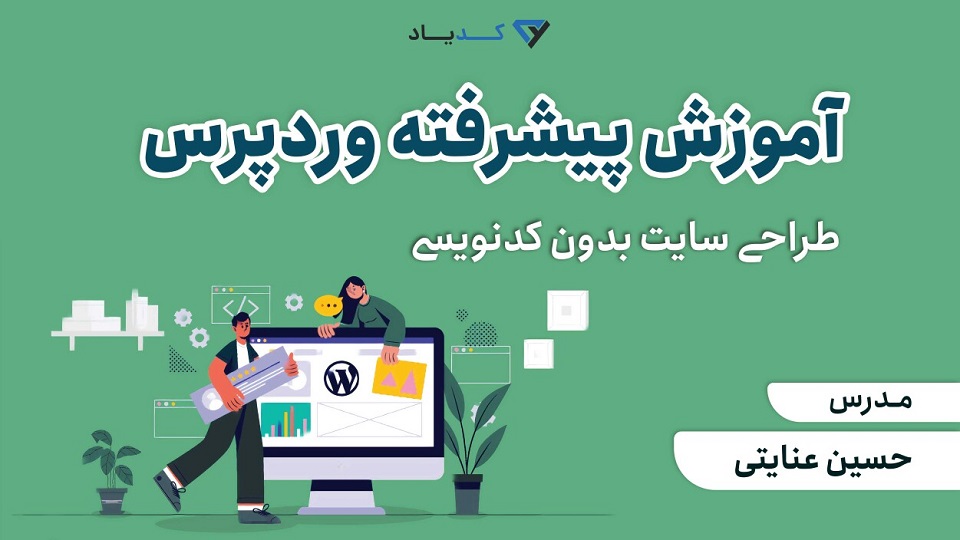 کدیاد
آموزش پیشرفته وردپرس
طراحی سایت بدون کدنویسی
مدرس
حسین عنایتی